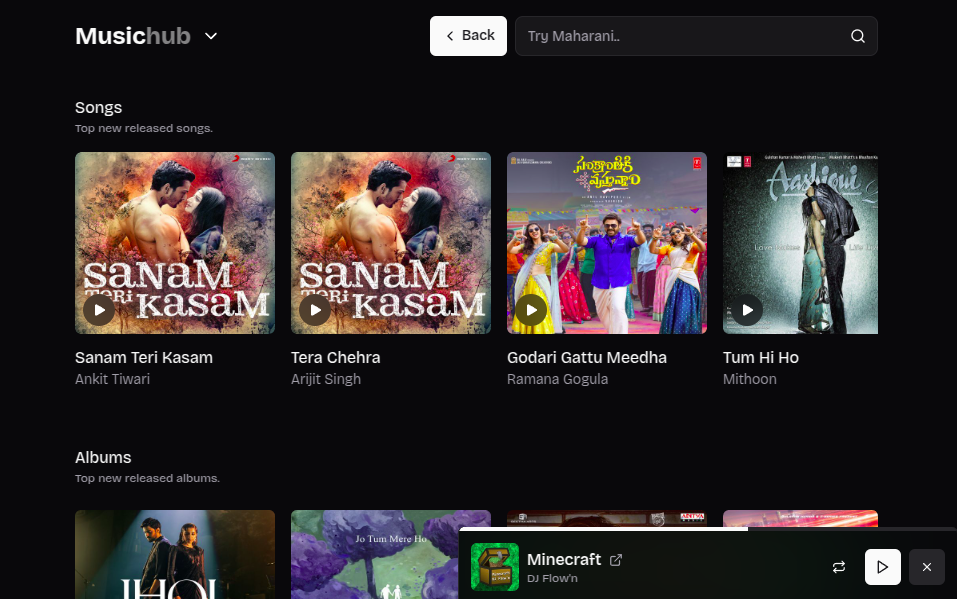 Musichub
Back
Try Maharani..
Songs
Top new released songs.
SANAM
TERI KASAM
SANAM
TERI KASAM
సంక్రాంతికి
వస్తున్నాం
Aashiqui 2
Sanam Teri Kasam
Tera Chehra
Godari Gattu Meedha
Tum Hi Ho
Ankit Tiwari
Arijit Singh
Ramana Gogula
Mithoon
Albums
Top new released albums.
JHOL
Jo Tum Mere Ho
ADITYA
Minecraft
DJ Flow'n